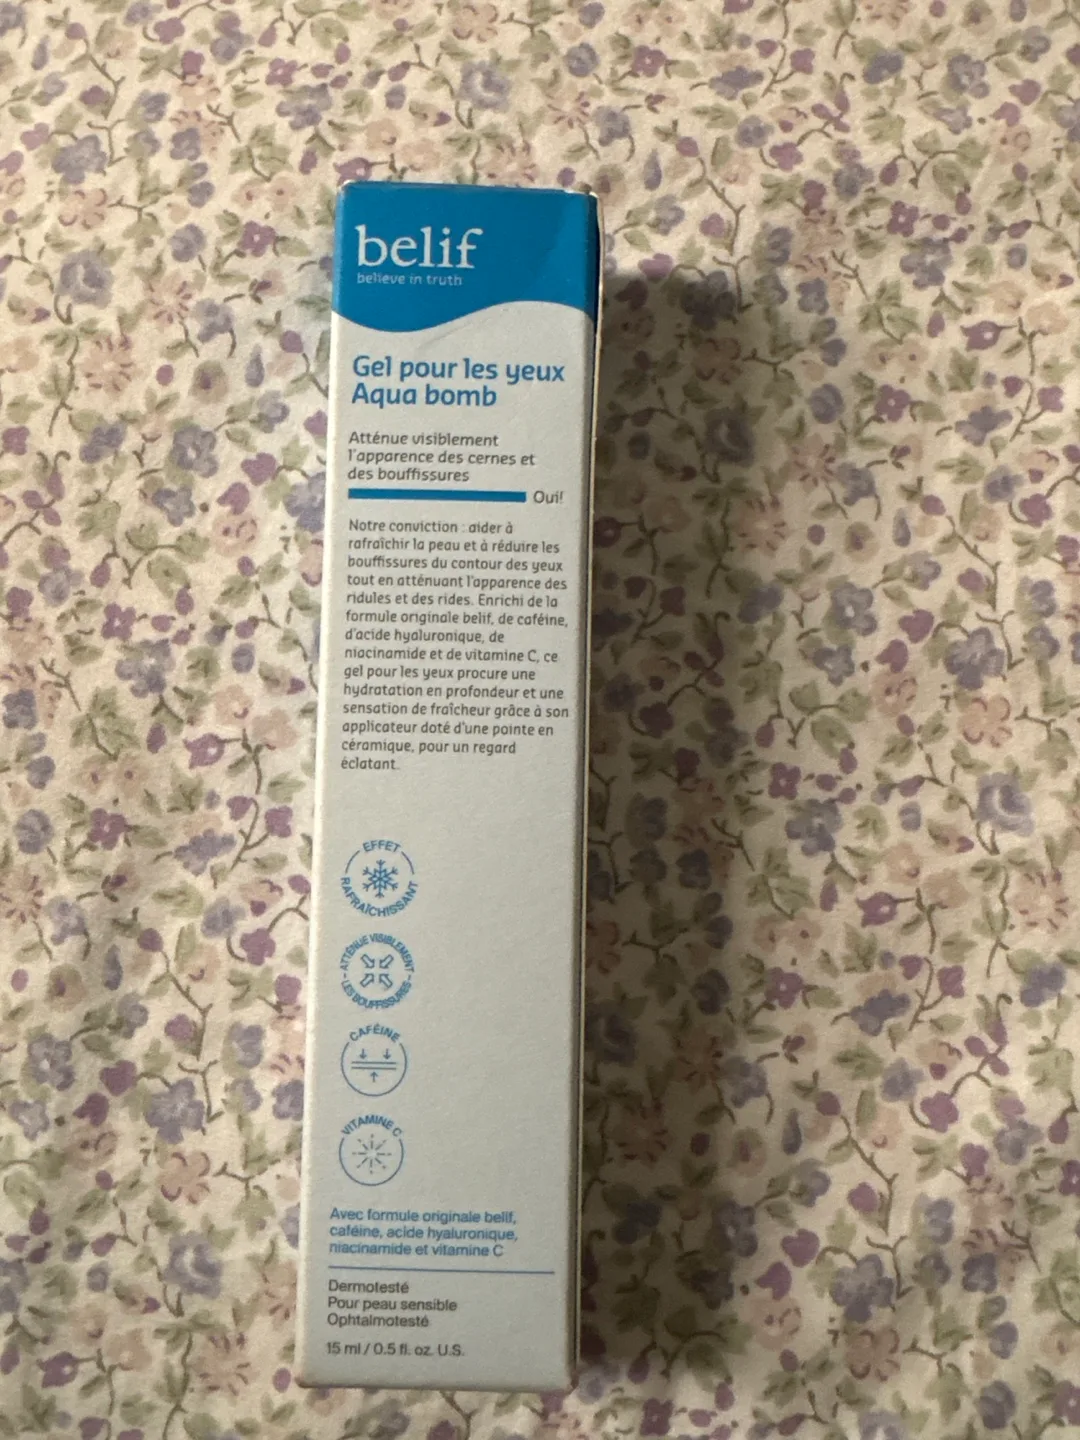 belif
believe in truth
Gel pour les yeux
Aqua bomb
Atténue visiblement
l'apparence des cernes et
des bouffissures
Oui!
Notre conviction : aider à
rafraîchir la peau et à réduire les
bouffissures du contour des yeux
tout en atténuant l'apparence des
ridules et des rides. Enrichi de la
formule originale belif, de caféine,
d'acide hyaluronique, de
niacinamide et de vitamine C, ce
gel pour les yeux procure une
hydratation en profondeur et une
sensation de fraîcheur grâce à son
applicateur doté d'une pointe en
céramique, pour un regard
éclatant.
EFFET
RAFRAÎCHISSANT
ATTÉNUE VISIBLEMENT
LES BOUFFISSURES
CAFÉINE
VITAMINE C
Avec formule originale belif,
caféine, acide hyaluronique,
niacinamide et vitamine C
Dermotesté
Pour peau sensible
Ophtalmotesté
15 ml / 0.5 fl. oz. U.S.